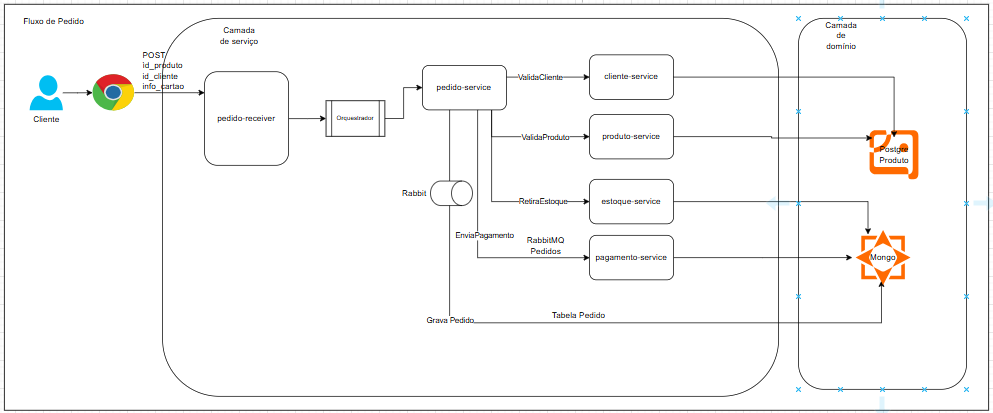 Fluxo de Pedido
Cliente
POST
id_produto
id_cliente
info_cartao
Camada
de serviço
pedido-receiver
Orquestrador
pedido-service
Rabbit
ValidaCliente
cliente-service
ValidaProduto
produto-service
RetiraEstoque
estoque-service
EnviaPagamento
RabbitMQ
Pedidos
pagamento-service
Grava Pedido
Tabela Pedido
Camada
de
domínio
Postgre
Produto
Mongo